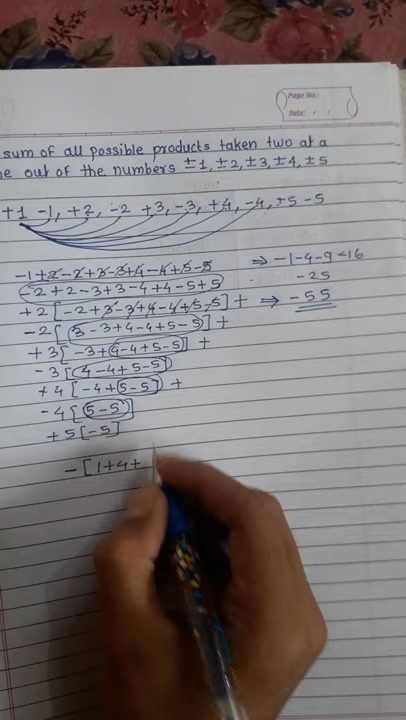 Page No.:
Date:
sum of all possible products taken two at a
me out of the numbers ±1, ±2, ±3, ±4, ±5
+1 -1, +2, -2 +3, -3, +4, -4, +5 -5
-1+2-2+3-3+4-4+5-5 ⇒ -1-4-9-16
-2+2-3+3-4+4-5+5 -25
+2[-2+3-3+4-4+5-5]+ ⇒ -55
-2[3-3+4-4+5-5]+
+3[-3+4-4+5-5]+
-3[4-4+5-5]
+4[-4+5-5]+
-4[5-5]
+5[-5]
-[1+4+